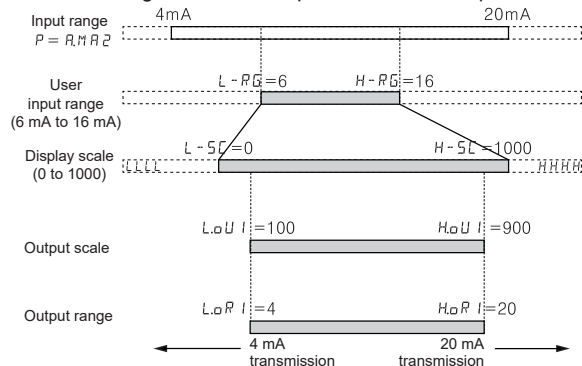 4mA 20mA
Input range
P = A.MA2
L-RG=6 H-RG=16
User
input range
(6 mA to 16 mA)
L-SC=0 H-SC=1000
Display scale
(0 to 1000)
LLLL HHHH
L.oU1=100 H.oU1=900
Output scale
L.oR1=4 H.oR1=20
Output range
4 mA
transmission
20 mA
transmission